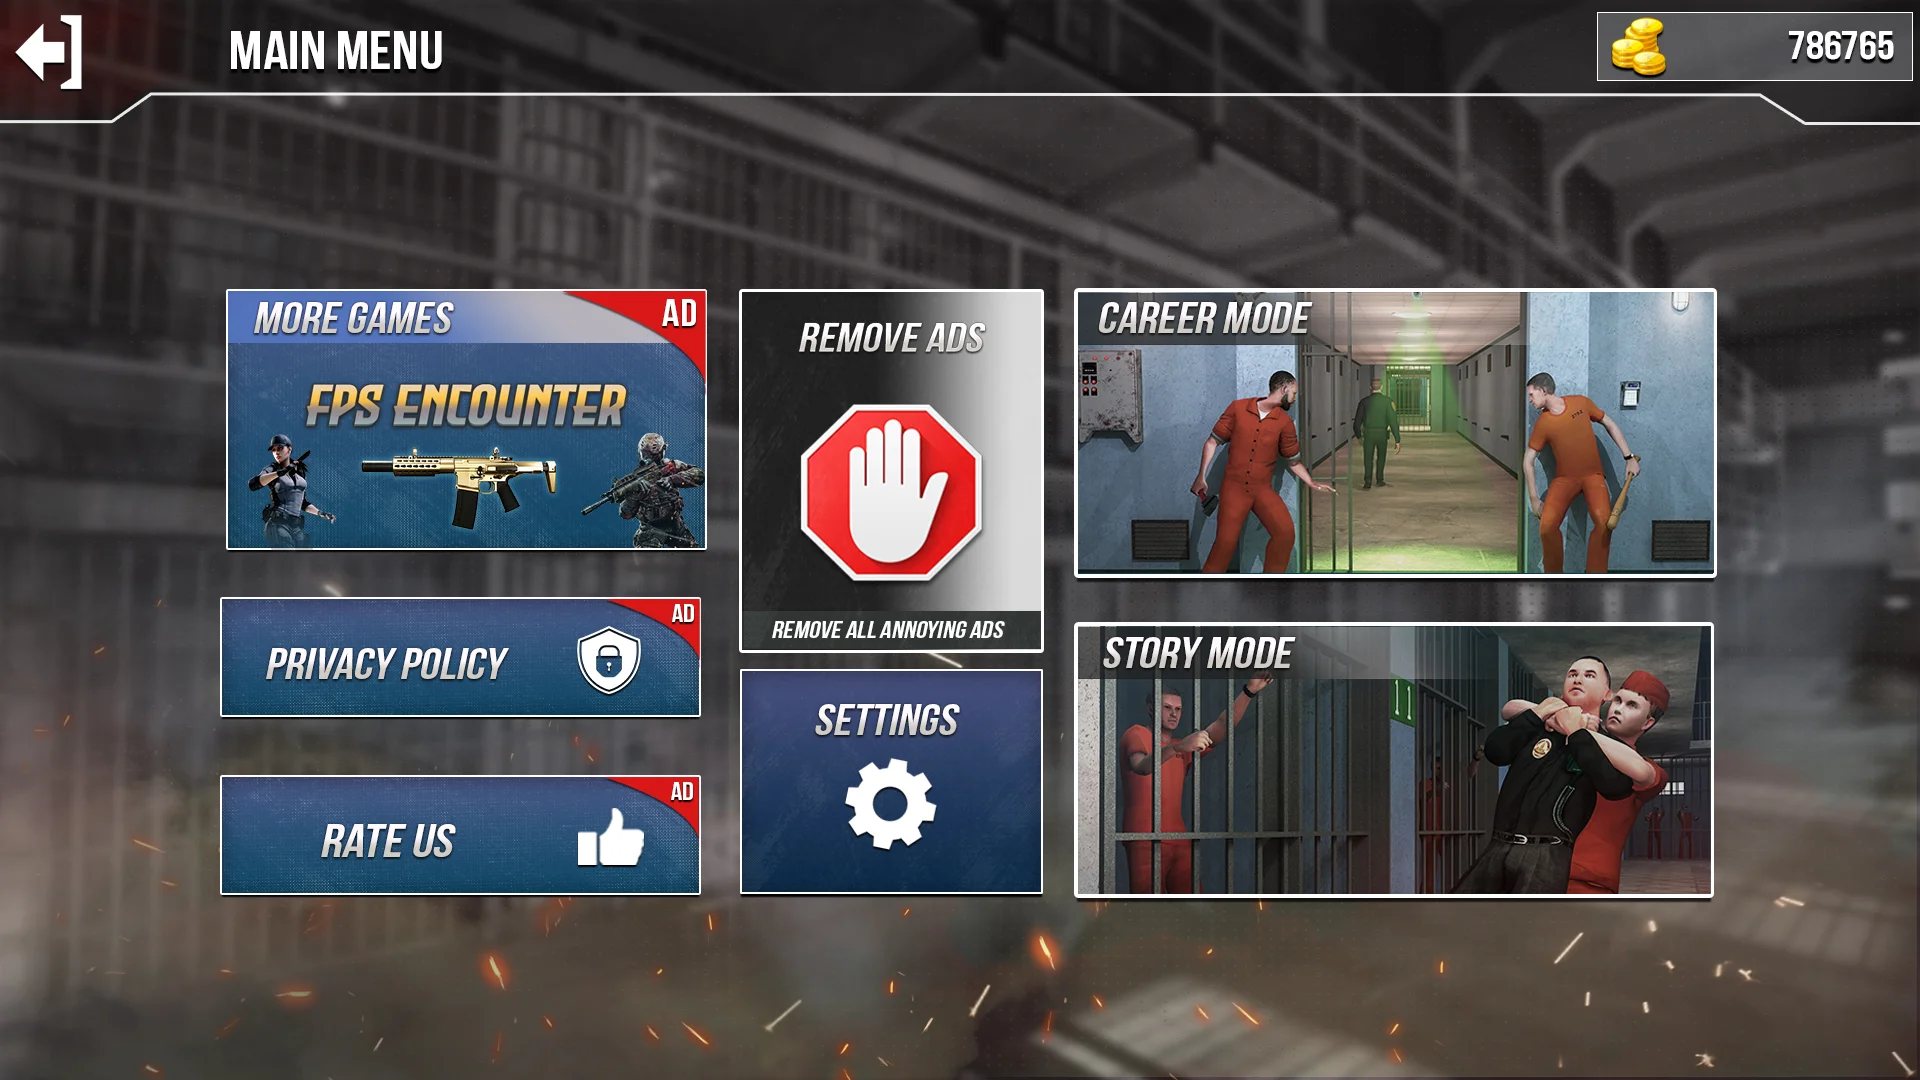 MAIN MENU
786765
MORE GAMES
AD
FPS ENCOUNTER
PRIVACY POLICY
AD
RATE US
AD
REMOVE ADS
REMOVE ALL ANNOYING ADS
SETTINGS
CAREER MODE
STORY MODE
11